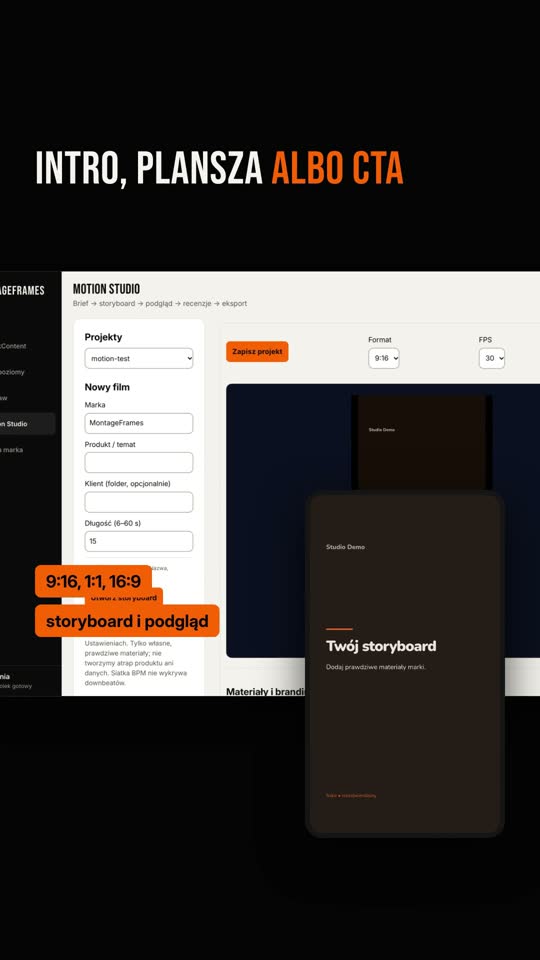 INTRO, PLANSZA ALBO CTA
AGEFRAMES
MOTION STUDIO
Brief → storyboard → podgląd → recenzje → eksport
Content
poziomy
aw
n Studio
marka
Projekty
motion-test
Nowy film
Marka
MontageFrames
Produkt / temat
Klient (folder, opcjonalnie)
Długość (6–60 s)
15
Zapisz projekt
Format
9:16
FPS
30
Studio Demo
9:16, 1:1, 16:9
storyboard
storyboard i podgląd
Ustawieniach. Tylko własne,
prawdziwe materiały; nie
tworzymy atrap produktu ani
danych. Siatka BPM nie wykrywa
downbeatów.
nia
gotowy
Materiały i brandi
Studio Demo
Twój storyboard
Dodaj prawdziwe materiały marki.